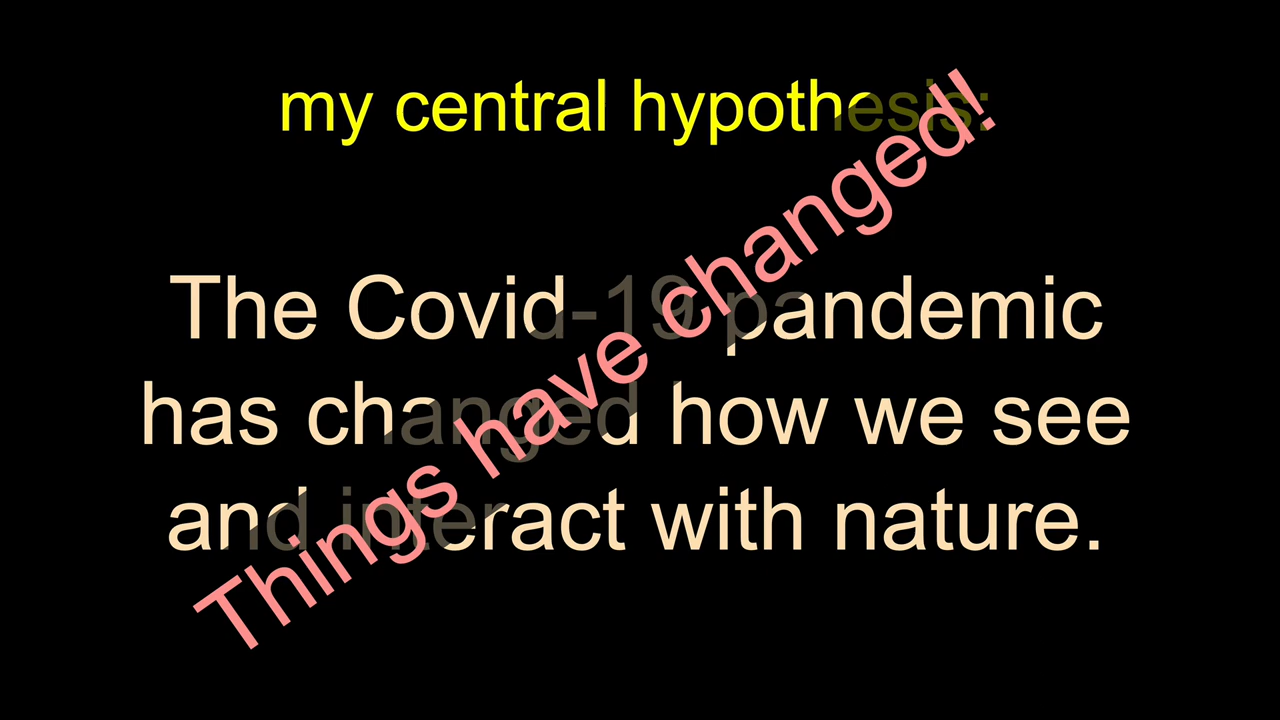 my central hypothesis:
The Covid-19 pandemic
has changed how we see
and interact with nature.
Things have changed!